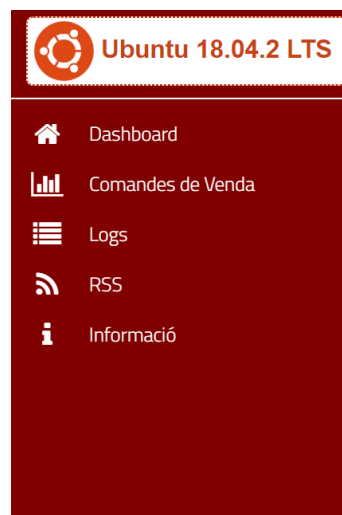 Ubuntu 18.04.2 LTS
Dashboard
Comandes de Venda
Logs
RSS
Informació